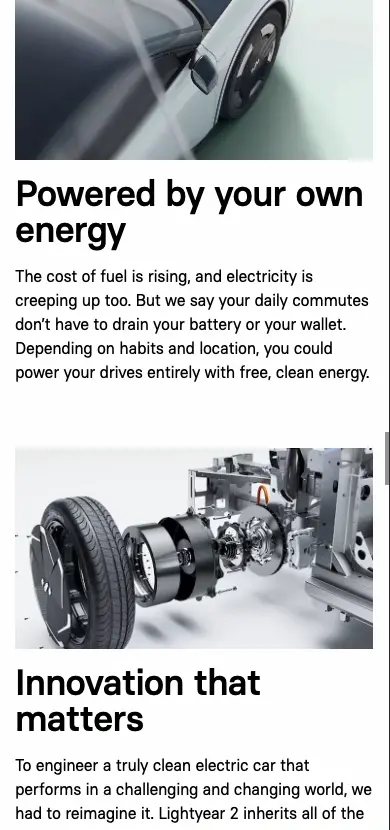 Powered by your own
energy
The cost of fuel is rising, and electricity is
creeping up too. But we say your daily commutes
don’t have to drain your battery or your wallet.
Depending on habits and location, you could
power your drives entirely with free, clean energy.
Innovation that
matters
To engineer a truly clean electric car that
performs in a challenging and changing world, we
had to reimagine it. Lightyear 2 inherits all of the